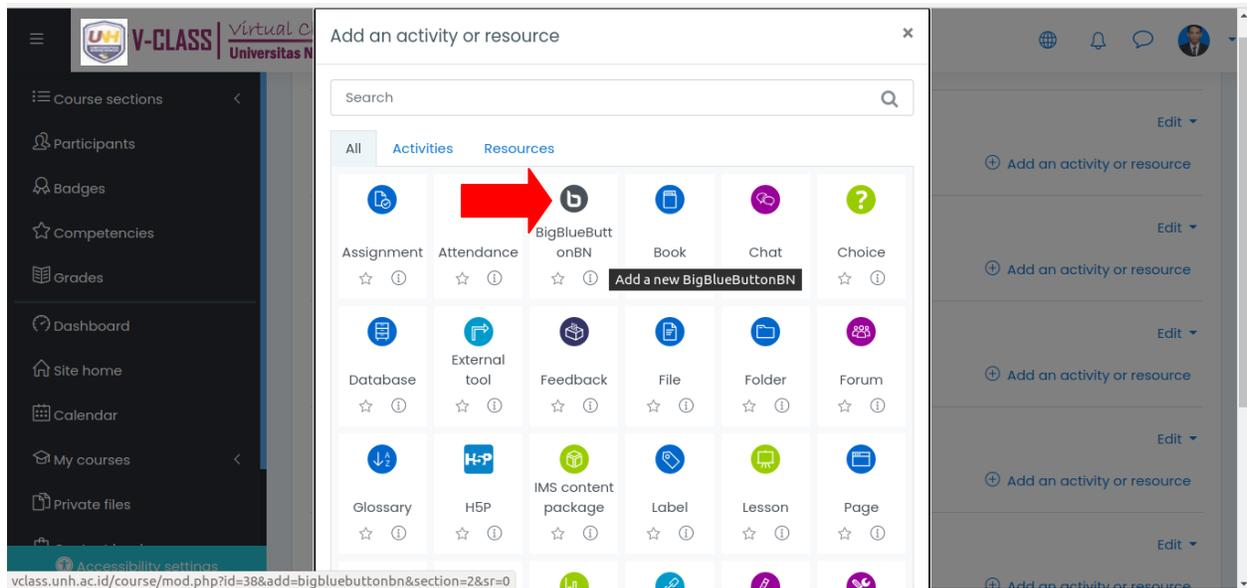 V-CLASS
Virtual C
Universitas N
Add an activity or resource
×
Search
All
Activities
Resources
Course sections
Participants
Badges
Competencies
Grades
Dashboard
Site home
Calendar
My courses
Private files
Accessibility settings
Assignment
Attendance
BigBlueButt
onBN
Book
Chat
Choice
Add a new BigBlueButtonBN
Database
External
tool
Feedback
File
Folder
Forum
Glossary
H5P
H5P
IMS content
package
Label
Lesson
Page
Edit
Add an activity or resource
Edit
Add an activity or resource
Edit
Add an activity or resource
Edit
Add an activity or resource
Edit
Add an activity or resource
vclass.unh.ac.id/course/mod.php?id=38&add=bigbluebuttonbn&section=2&sr=0